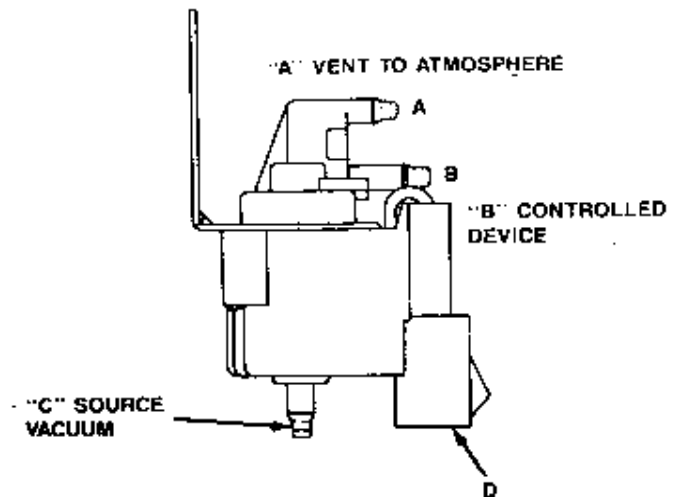 "A" VENT TO ATMOSPHERE
A
B
"B" CONTROLLED
DEVICE
"C" SOURCE
VACUUM
D